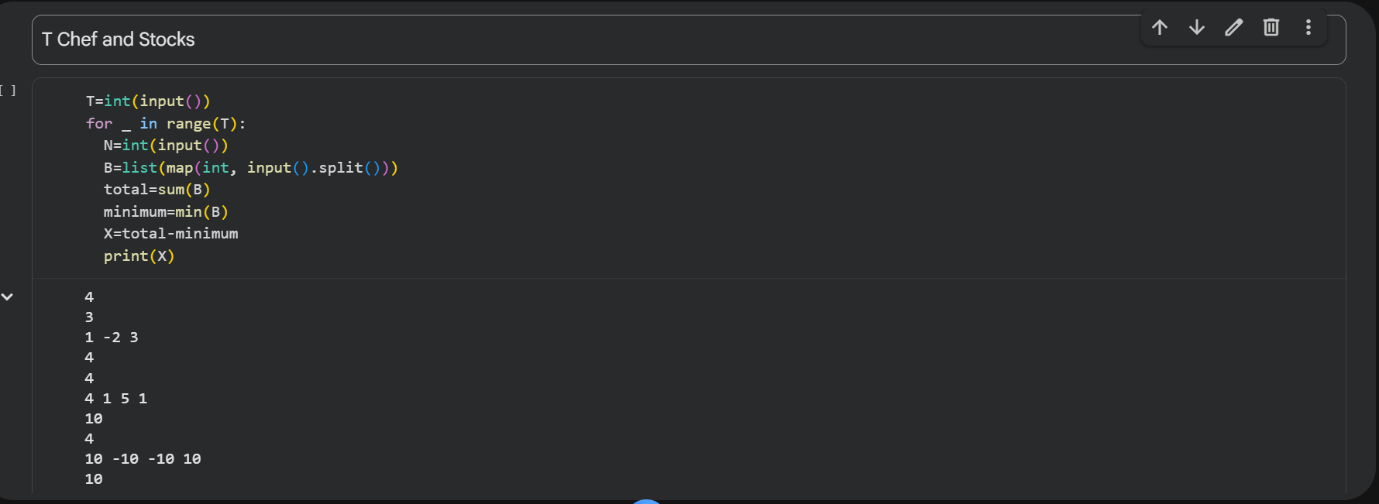 T Chef and Stocks
[ ]
T=int(input())
for _ in range(T):
  N=int(input())
  B=list(map(int, input().split()))
  total=sum(B)
  minimum=min(B)
  X=total-minimum
  print(X)
4
3
1 -2 3
4
4
4 1 5 1
10
4
10 -10 -10 10
10